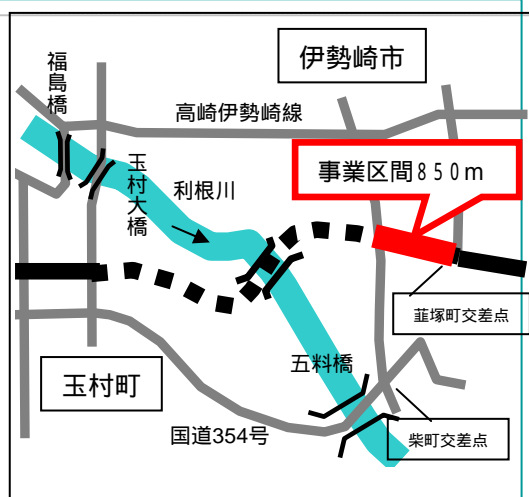 伊勢崎市
福島橋
高崎伊勢崎線
事業区間850m
玉村大橋
利根川
韮塚町交差点
五料橋
玉村町
国道354号
柴町交差点